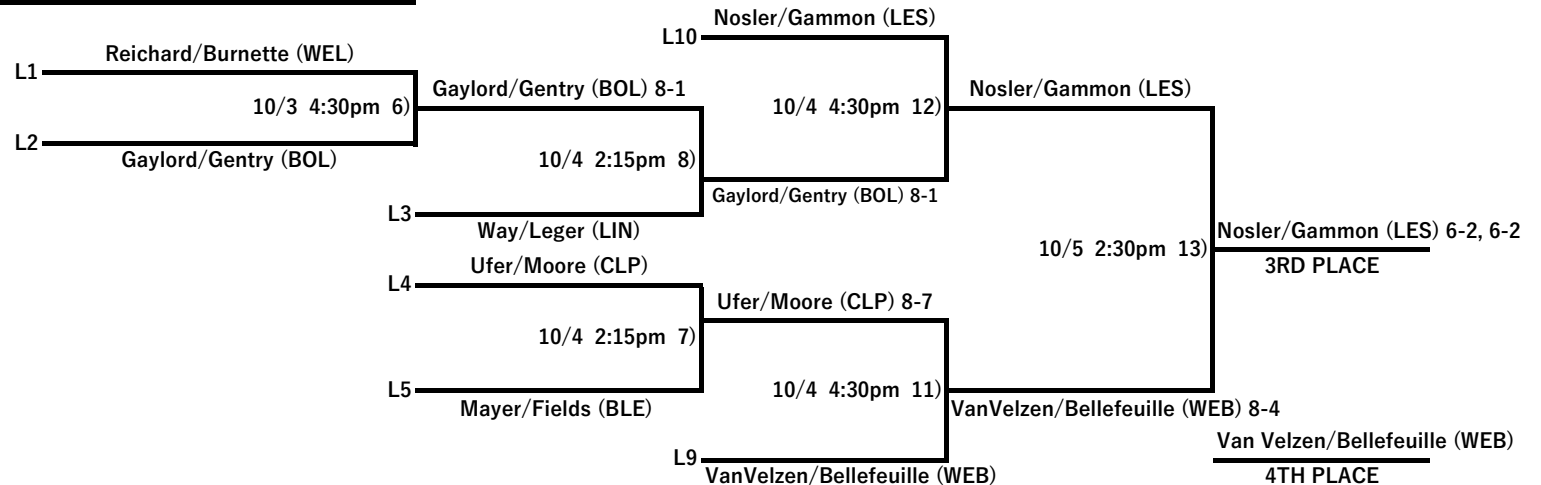 Nosler/Gammon (LES)
L10
Reichard/Burnette (WEL)
L1
Gaylord/Gentry (BOL) 8-1
Nosler/Gammon (LES)
10/3 4:30pm 6)
10/4 4:30pm 12)
L2
Gaylord/Gentry (BOL)
10/4 2:15pm 8)
Gaylord/Gentry (BOL) 8-1
L3
Way/Leger (LIN)
Nosler/Gammon (LES) 6-2, 6-2
10/5 2:30pm 13)
3RD PLACE
Ufer/Moore (CLP)
L4
Ufer/Moore (CLP) 8-7
10/4 2:15pm 7)
L5
10/4 4:30pm 11)
Mayer/Fields (BLE)
VanVelzen/Bellefeuille (WEB) 8-4
Van Velzen/Bellefeuille (WEB)
L9
VanVelzen/Bellefeuille (WEB)
4TH PLACE